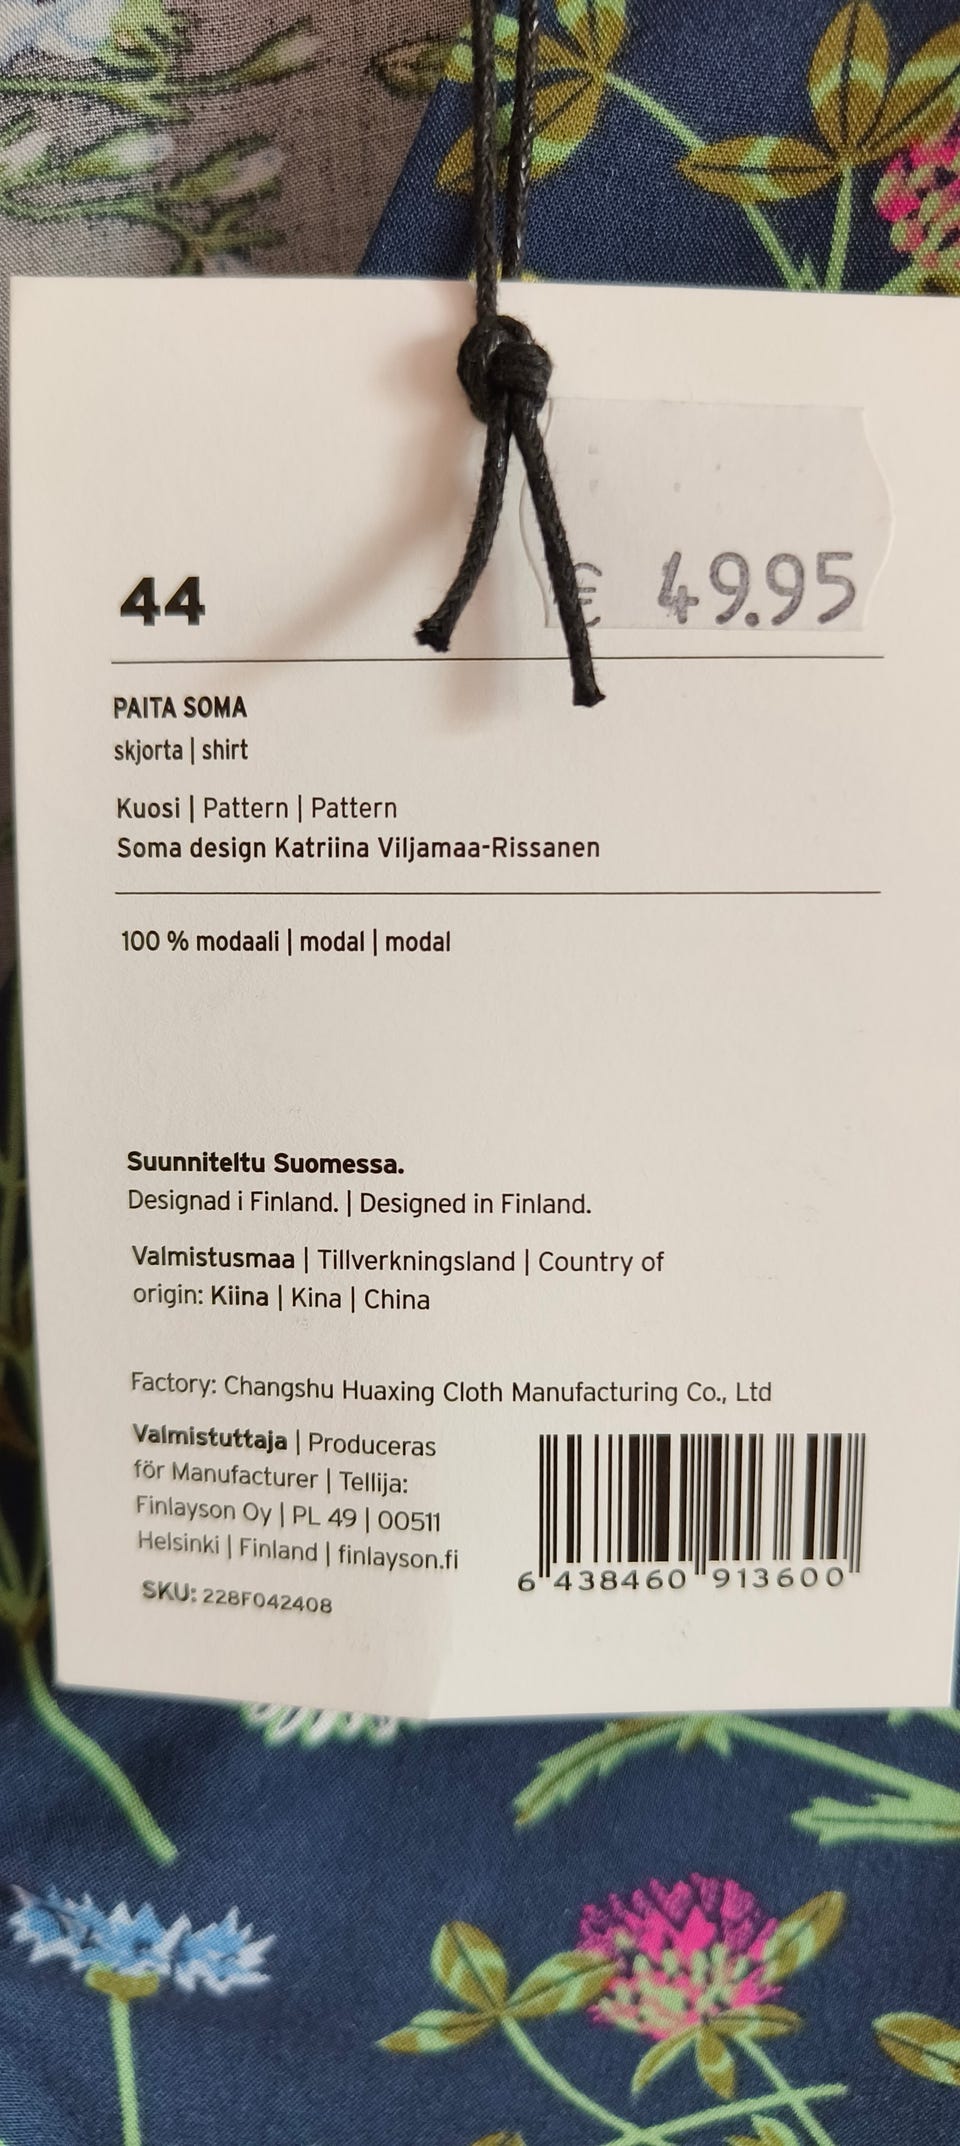 € 49.95
44
PAITA SOMA
skjorta | shirt
Kuosi | Pattern | Pattern
Soma design Katriina Viljamaa-Rissanen
100 % modaali | modal | modal
Suunniteltu Suomessa.
Designad i Finland. | Designed in Finland.
Valmistusmaa | Tillverkningsland | Country of
origin: Kiina | Kina | China
Factory: Changshu Huaxing Cloth Manufacturing Co., Ltd
Valmistuttaja | Produceras
för Manufacturer | Tellija:
Finlayson Oy | PL 49 | 00511
Helsinki | Finland | finlayson.fi
SKU: 228F042408
6 438460 913600